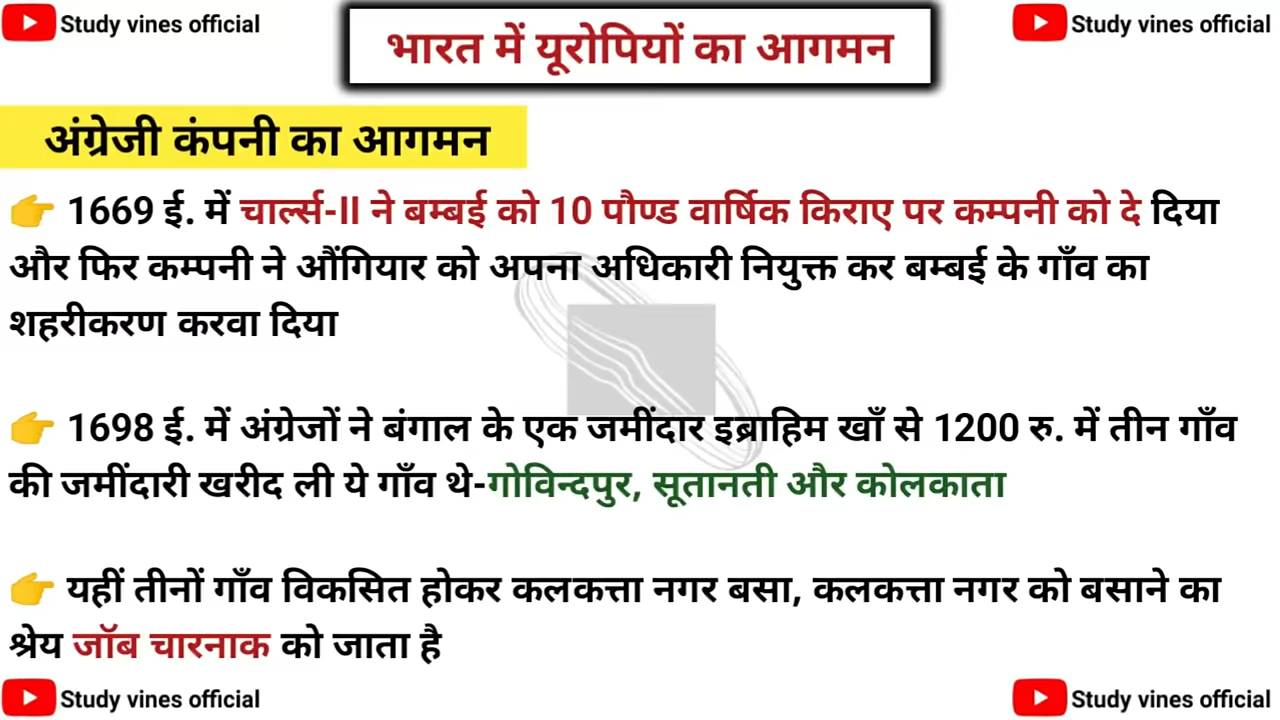 Study vines official
Study vines official
भारत में यूरोपियों का आगमन
अंग्रेजी कंपनी का आगमन
👉 1669 ई. में चार्ल्स-II ने बम्बई को 10 पौण्ड वार्षिक किराए पर कम्पनी को दे दिया
और फिर कम्पनी ने औंगियार को अपना अधिकारी नियुक्त कर बम्बई के गाँव का
शहरीकरण करवा दिया
👉 1698 ई. में अंग्रेजों ने बंगाल के एक जमींदार इब्राहिम खाँ से 1200 रु. में तीन गाँव
की जमींदारी खरीद ली ये गाँव थे-गोविन्दपुर, सूतानती और कोलकाता
👉 यहीं तीनों गाँव विकसित होकर कलकत्ता नगर बसा, कलकत्ता नगर को बसाने का
श्रेय जॉब चारनाक को जाता है
Study vines official
Study vines official